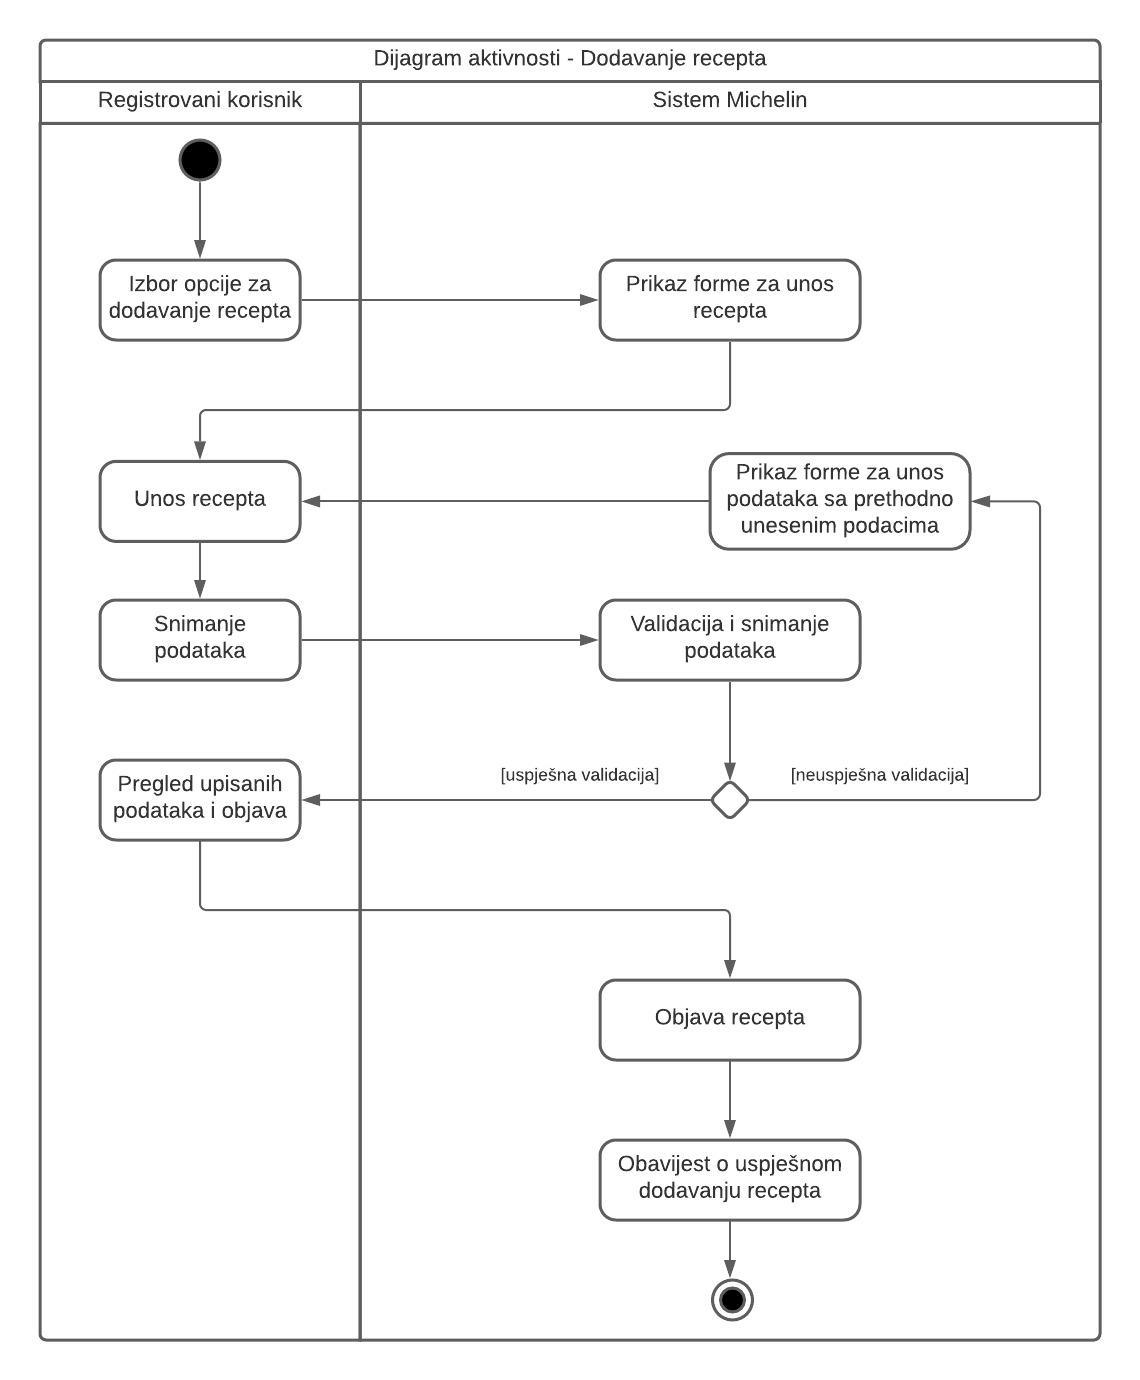 Dijagram aktivnosti - Dodavanje recepta
Registrovani korisnik
Sistem Michelin
Izbor opcije za
dodavanje recepta
Prikaz forme za unos
recepta
Unos recepta
Prikaz forme za unos
podataka sa prethodno
unesenim podacima
Snimanje
podataka
Validacija i snimanje
podataka
[uspješna validacija]
[neuspješna validacija]
Pregled upisanih
podataka i objava
Objava recepta
Obavijest o uspješnom
dodavanju recepta